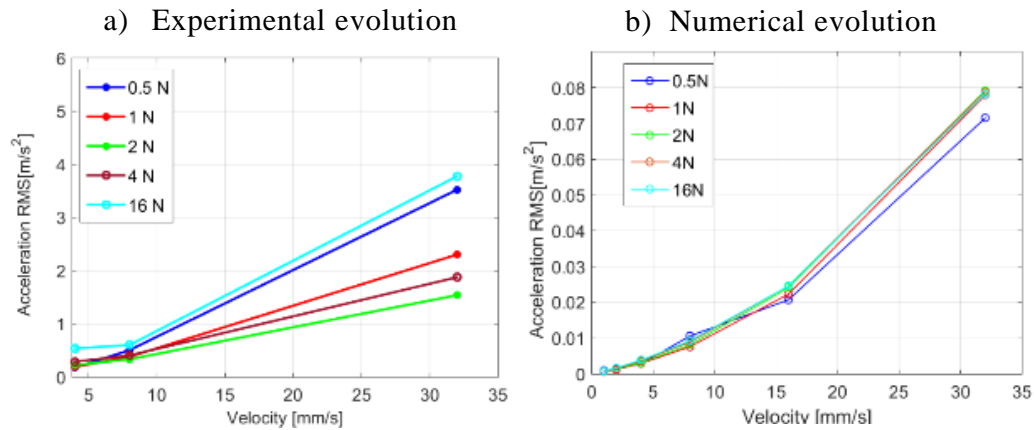 a) Experimental evolution
6
5
4
3
2
1
0
Acceleration RMS[m/s²]
0.5 N
1 N
2 N
4 N
16 N
5 10 15 20 25 30 35
Velocity [mm/s]
b) Numerical evolution
0.08
0.07
0.06
0.05
0.04
0.03
0.02
0.01
0
Acceleration RMS[m/s²]
0.5N
1N
2N
4N
16N
0 5 10 15 20 25 30 35
Velocity [mm/s]